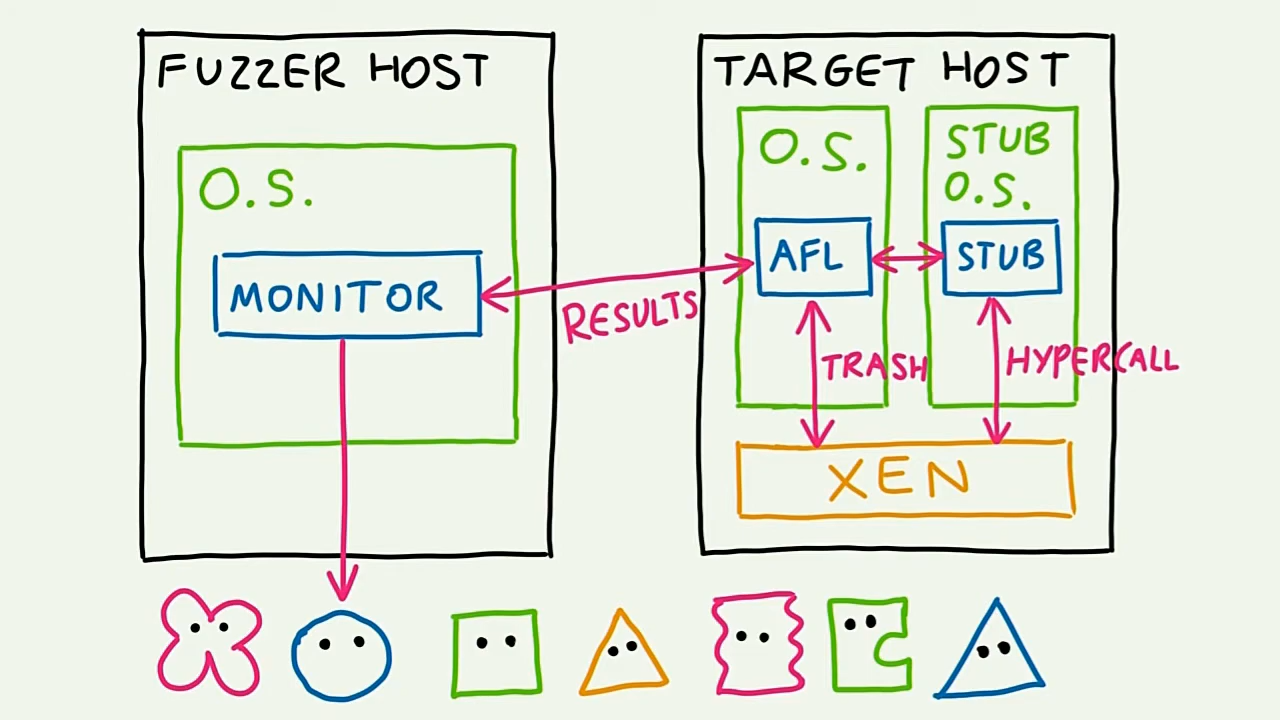 FUZZER HOST
O.S.
MONITOR
RESULTS
TARGET HOST
O.S.
AFL
TRASH
STUB
O.S.
STUB
HYPERCALL
XEN